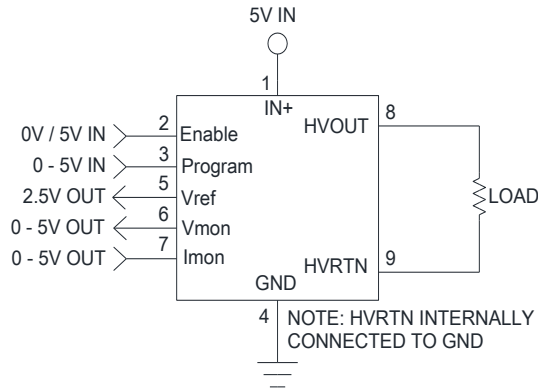 5V IN
1
IN+
HVOUT
8
0V / 5V IN
2
Enable
0 - 5V IN
3
Program
2.5V OUT
5
Vref
LOAD
0 - 5V OUT
6
Vmon
0 - 5V OUT
7
Imon
HVRTN
9
GND
4
NOTE: HVRTN INTERNALLY
CONNECTED TO GND